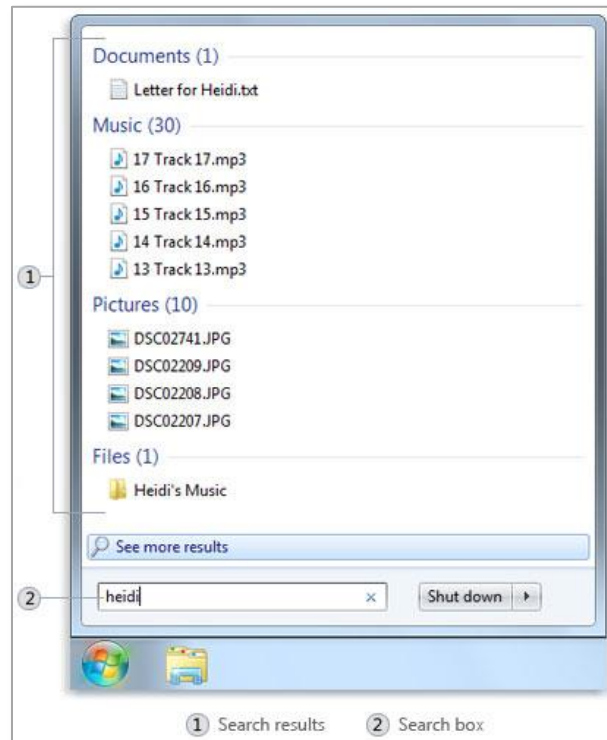 Documents (1)
Letter for Heidi.txt
Music (30)
17 Track 17.mp3
16 Track 16.mp3
15 Track 15.mp3
14 Track 14.mp3
13 Track 13.mp3
1
Pictures (10)
DSC02741.JPG
DSC02209.JPG
DSC02208.JPG
DSC02207.JPG
Files (1)
Heidi's Music
See more results
2 heidi Shut down
1 Search results 2 Search box